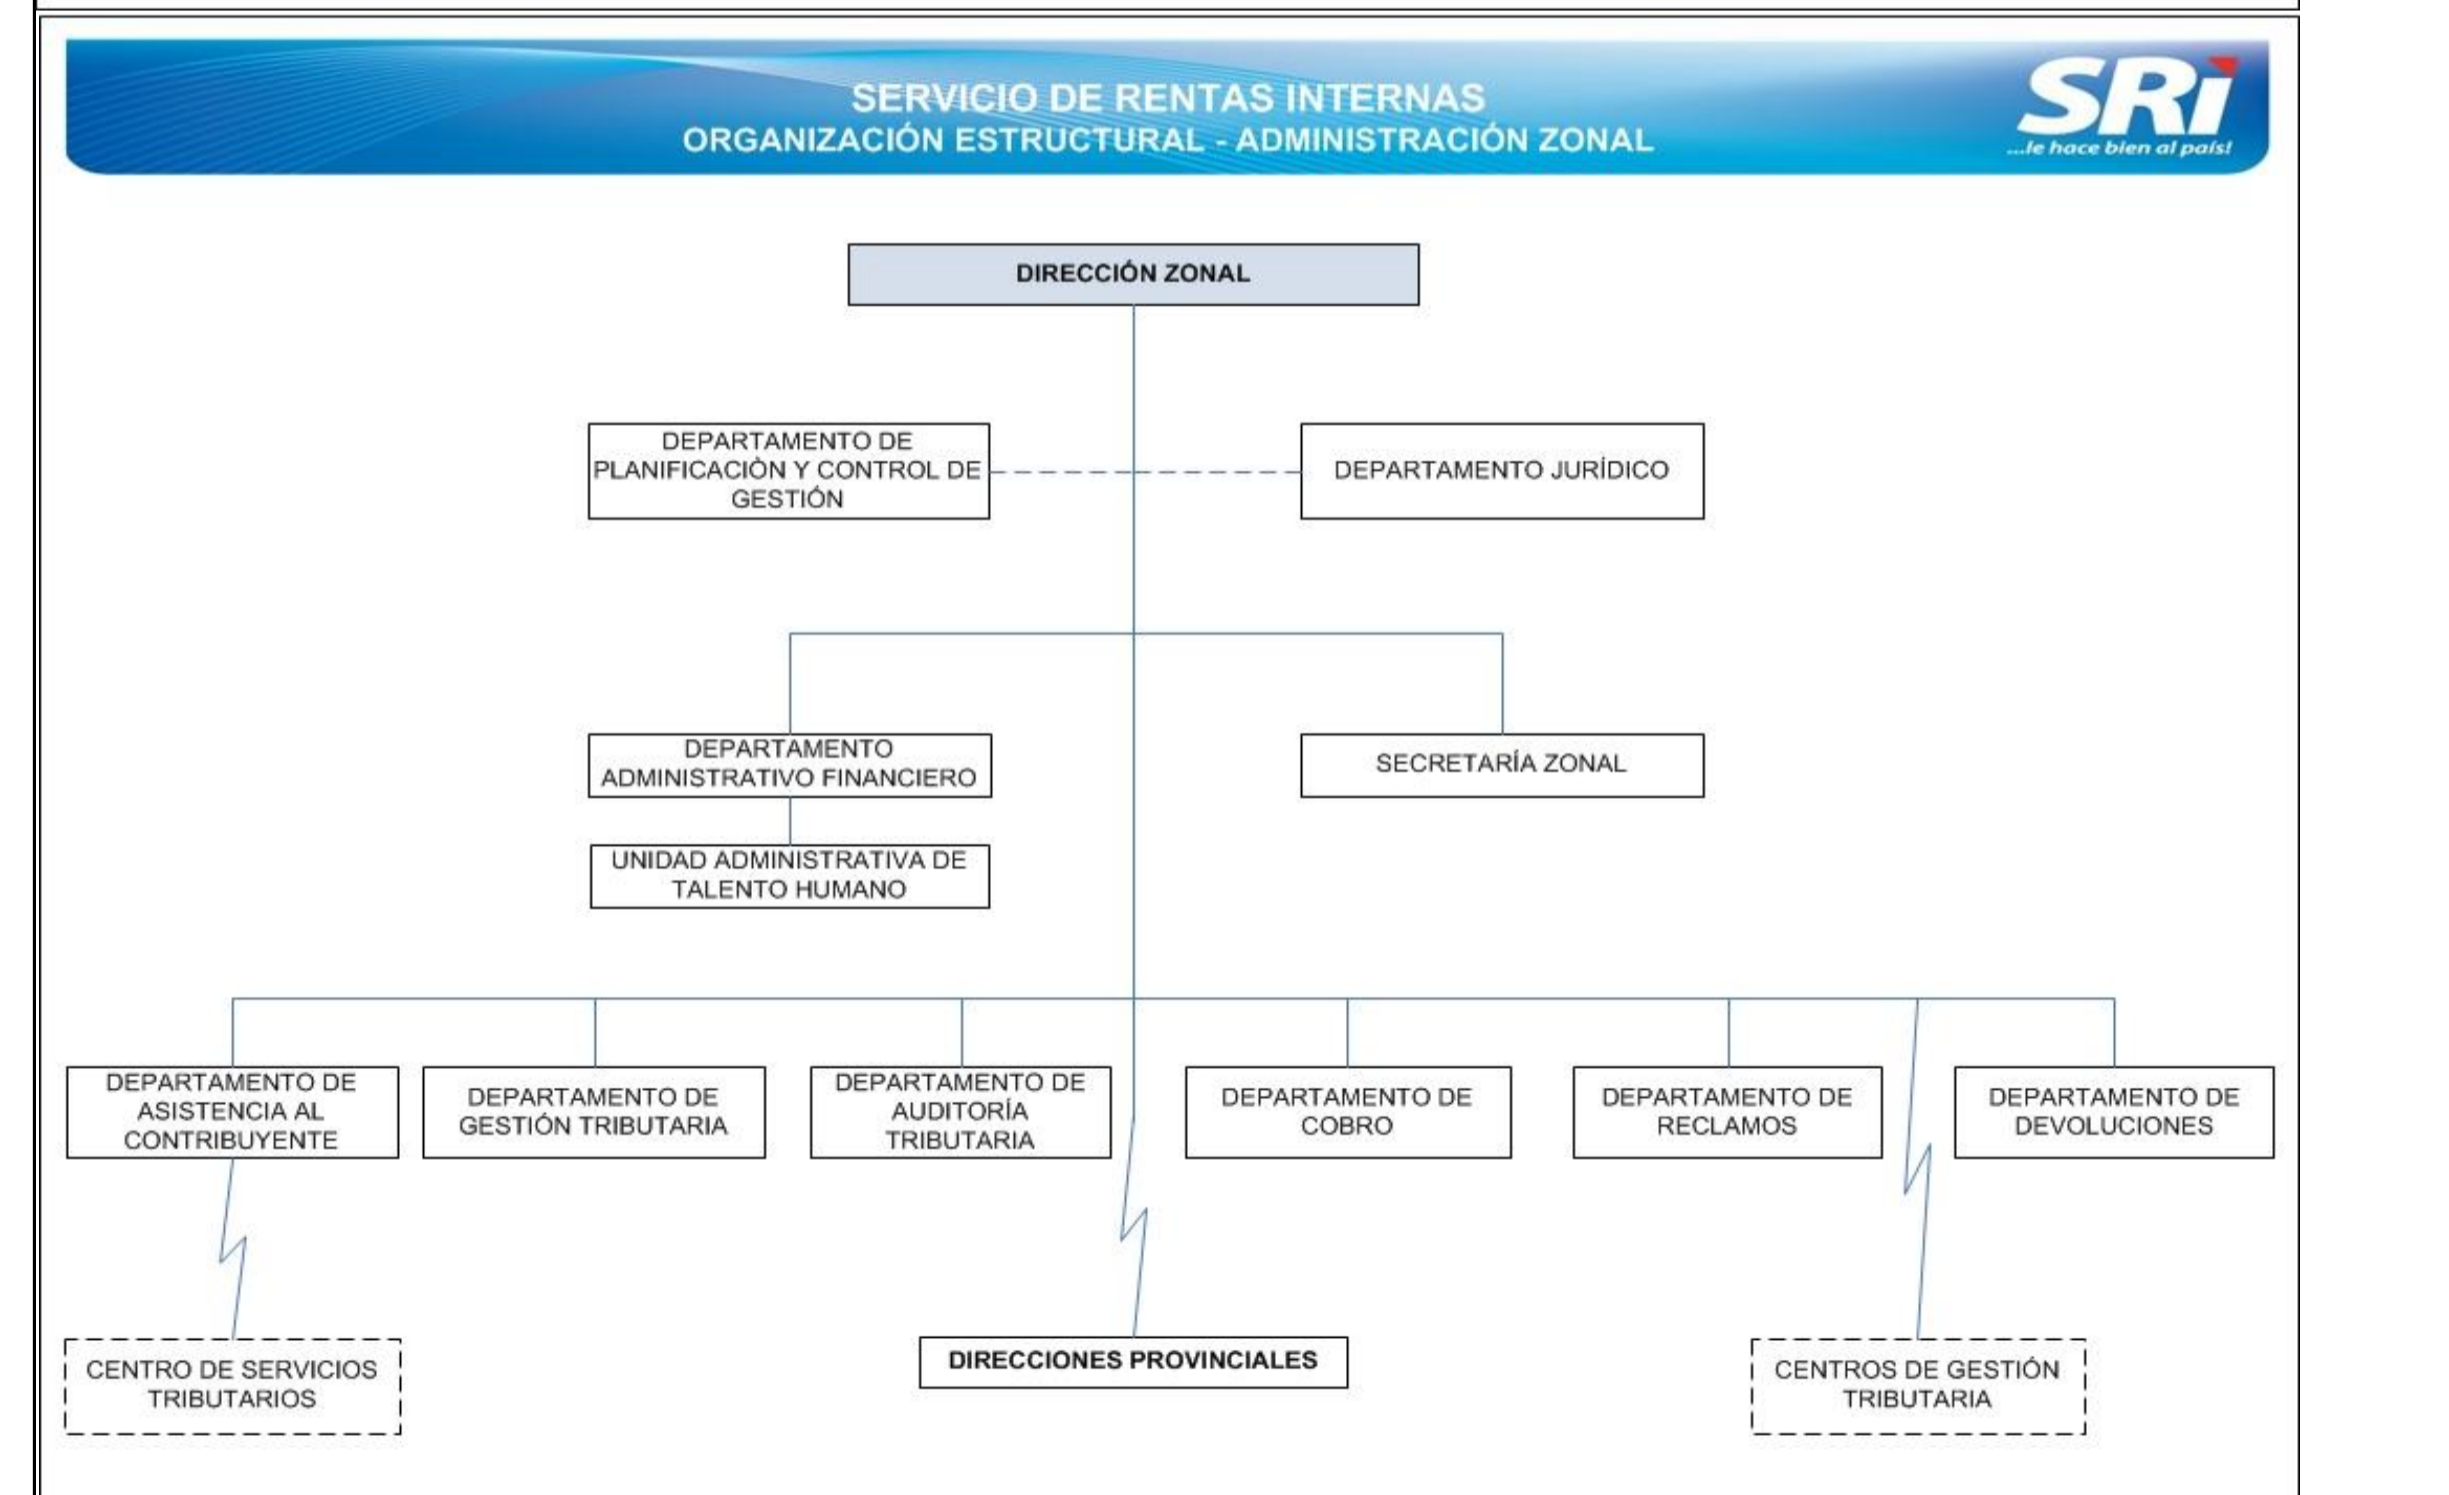 SERVICIO DE RENTAS INTERNAS
ORGANIZACIÓN ESTRUCTURAL - ADMINISTRACIÓN ZONAL
SRi
...le hace bien al país!
DIRECCIÓN ZONAL
DEPARTAMENTO DE
PLANIFICACIÒN Y CONTROL DE
GESTIÓN
DEPARTAMENTO JURÍDICO
DEPARTAMENTO
ADMINISTRATIVO FINANCIERO
SECRETARÍA ZONAL
UNIDAD ADMINISTRATIVA DE
TALENTO HUMANO
DEPARTAMENTO DE
ASISTENCIA AL
CONTRIBUYENTE
DEPARTAMENTO DE
GESTIÓN TRIBUTARIA
DEPARTAMENTO DE
AUDITORÍA
TRIBUTARIA
DEPARTAMENTO DE
COBRO
DEPARTAMENTO DE
RECLAMOS
DEPARTAMENTO DE
DEVOLUCIONES
CENTRO DE SERVICIOS
TRIBUTARIOS
DIRECCIONES PROVINCIALES
CENTROS DE GESTIÓN
TRIBUTARIA